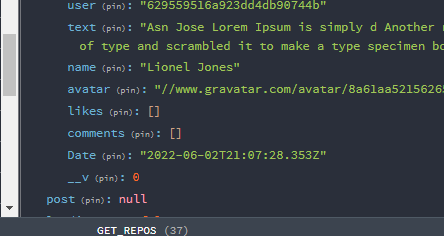 user (pin): "629559516a923dd4db90744b"
text (pin): "Asn Jose Lorem Ipsum is simply d Another
of type and scrambled it to make a type specimen
name (pin): "Lionel Jones"
avatar (pin): "//www.gravatar.com/avatar/8a61aa52156265
likes (pin): []
comments (pin): []
Date (pin): "2022-06-02T21:07:28.353Z"
__v (pin): 0
post (pin): null
GET_REPOS (37)